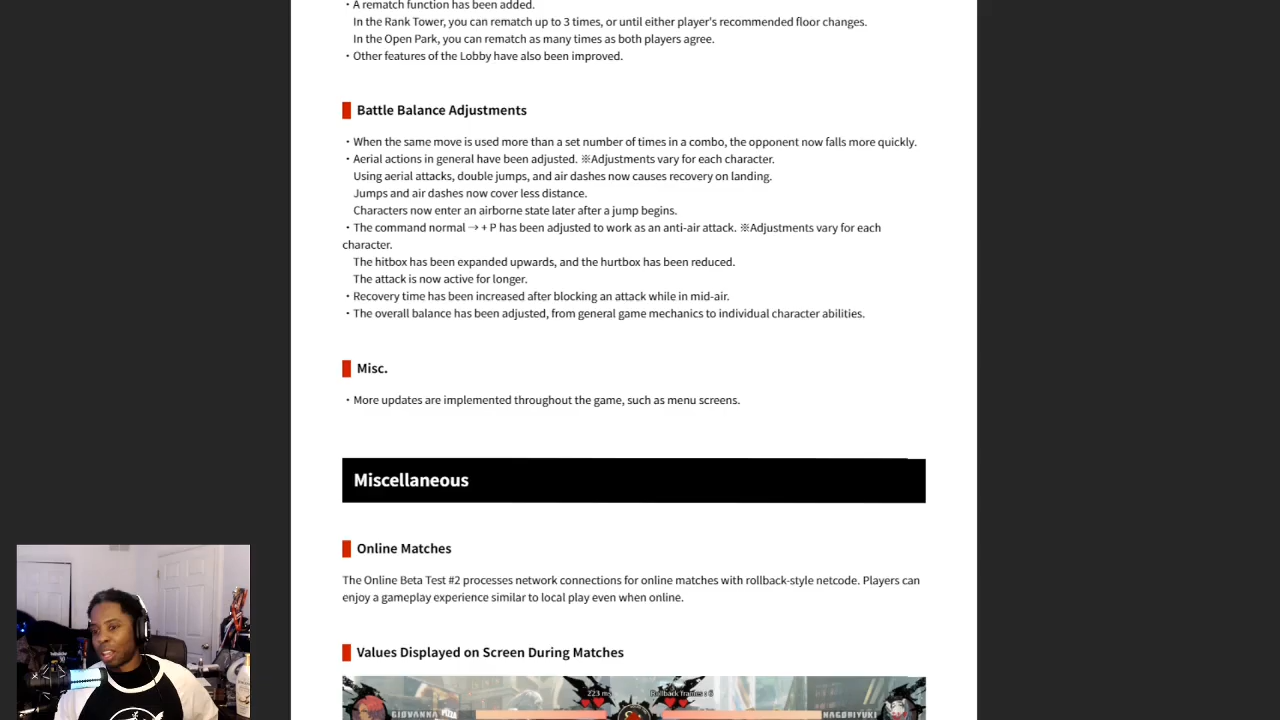 ・A rematch function has been added.
In the Rank Tower, you can rematch up to 3 times, or until either player's recommended floor changes.
In the Open Park, you can rematch as many times as both players agree.
・Other features of the Lobby have also been improved.
Battle Balance Adjustments
・When the same move is used more than a set number of times in a combo, the opponent now falls more quickly.
・Aerial actions in general have been adjusted. ※Adjustments vary for each character.
Using aerial attacks, double jumps, and air dashes now causes recovery on landing.
Jumps and air dashes now cover less distance.
Characters now enter an airborne state later after a jump begins.
・The command normal → + P has been adjusted to work as an anti-air attack. ※Adjustments vary for each
character.
The hitbox has been expanded upwards, and the hurtbox has been reduced.
The attack is now active for longer.
・Recovery time has been increased after blocking an attack while in mid-air.
・The overall balance has been adjusted, from general game mechanics to individual character abilities.
Misc.
・More updates are implemented throughout the game, such as menu screens.
Miscellaneous
Online Matches
The Online Beta Test #2 processes network connections for online matches with rollback-style netcode. Players can
enjoy a gameplay experience similar to local play even when online.
Values Displayed on Screen During Matches
223 ms
Rollback frames : 6
GIOVANNA
NAGORIYUKI